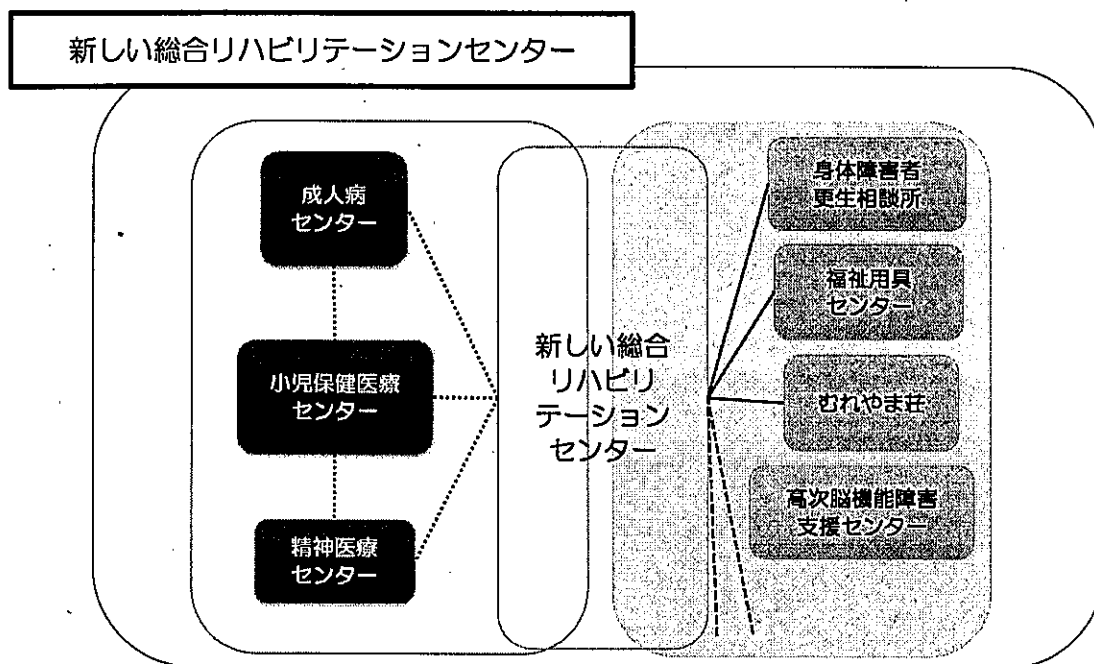 新しい総合リハビリテーションセンター
成人病
センター
小児保健医療
センター
精神医療
センター
新しい総合
リハビリ
テーション
センター
身体障害者
更生相談所
福祉用具
センター
むれやま荘
高次脳機能障害
支援センター